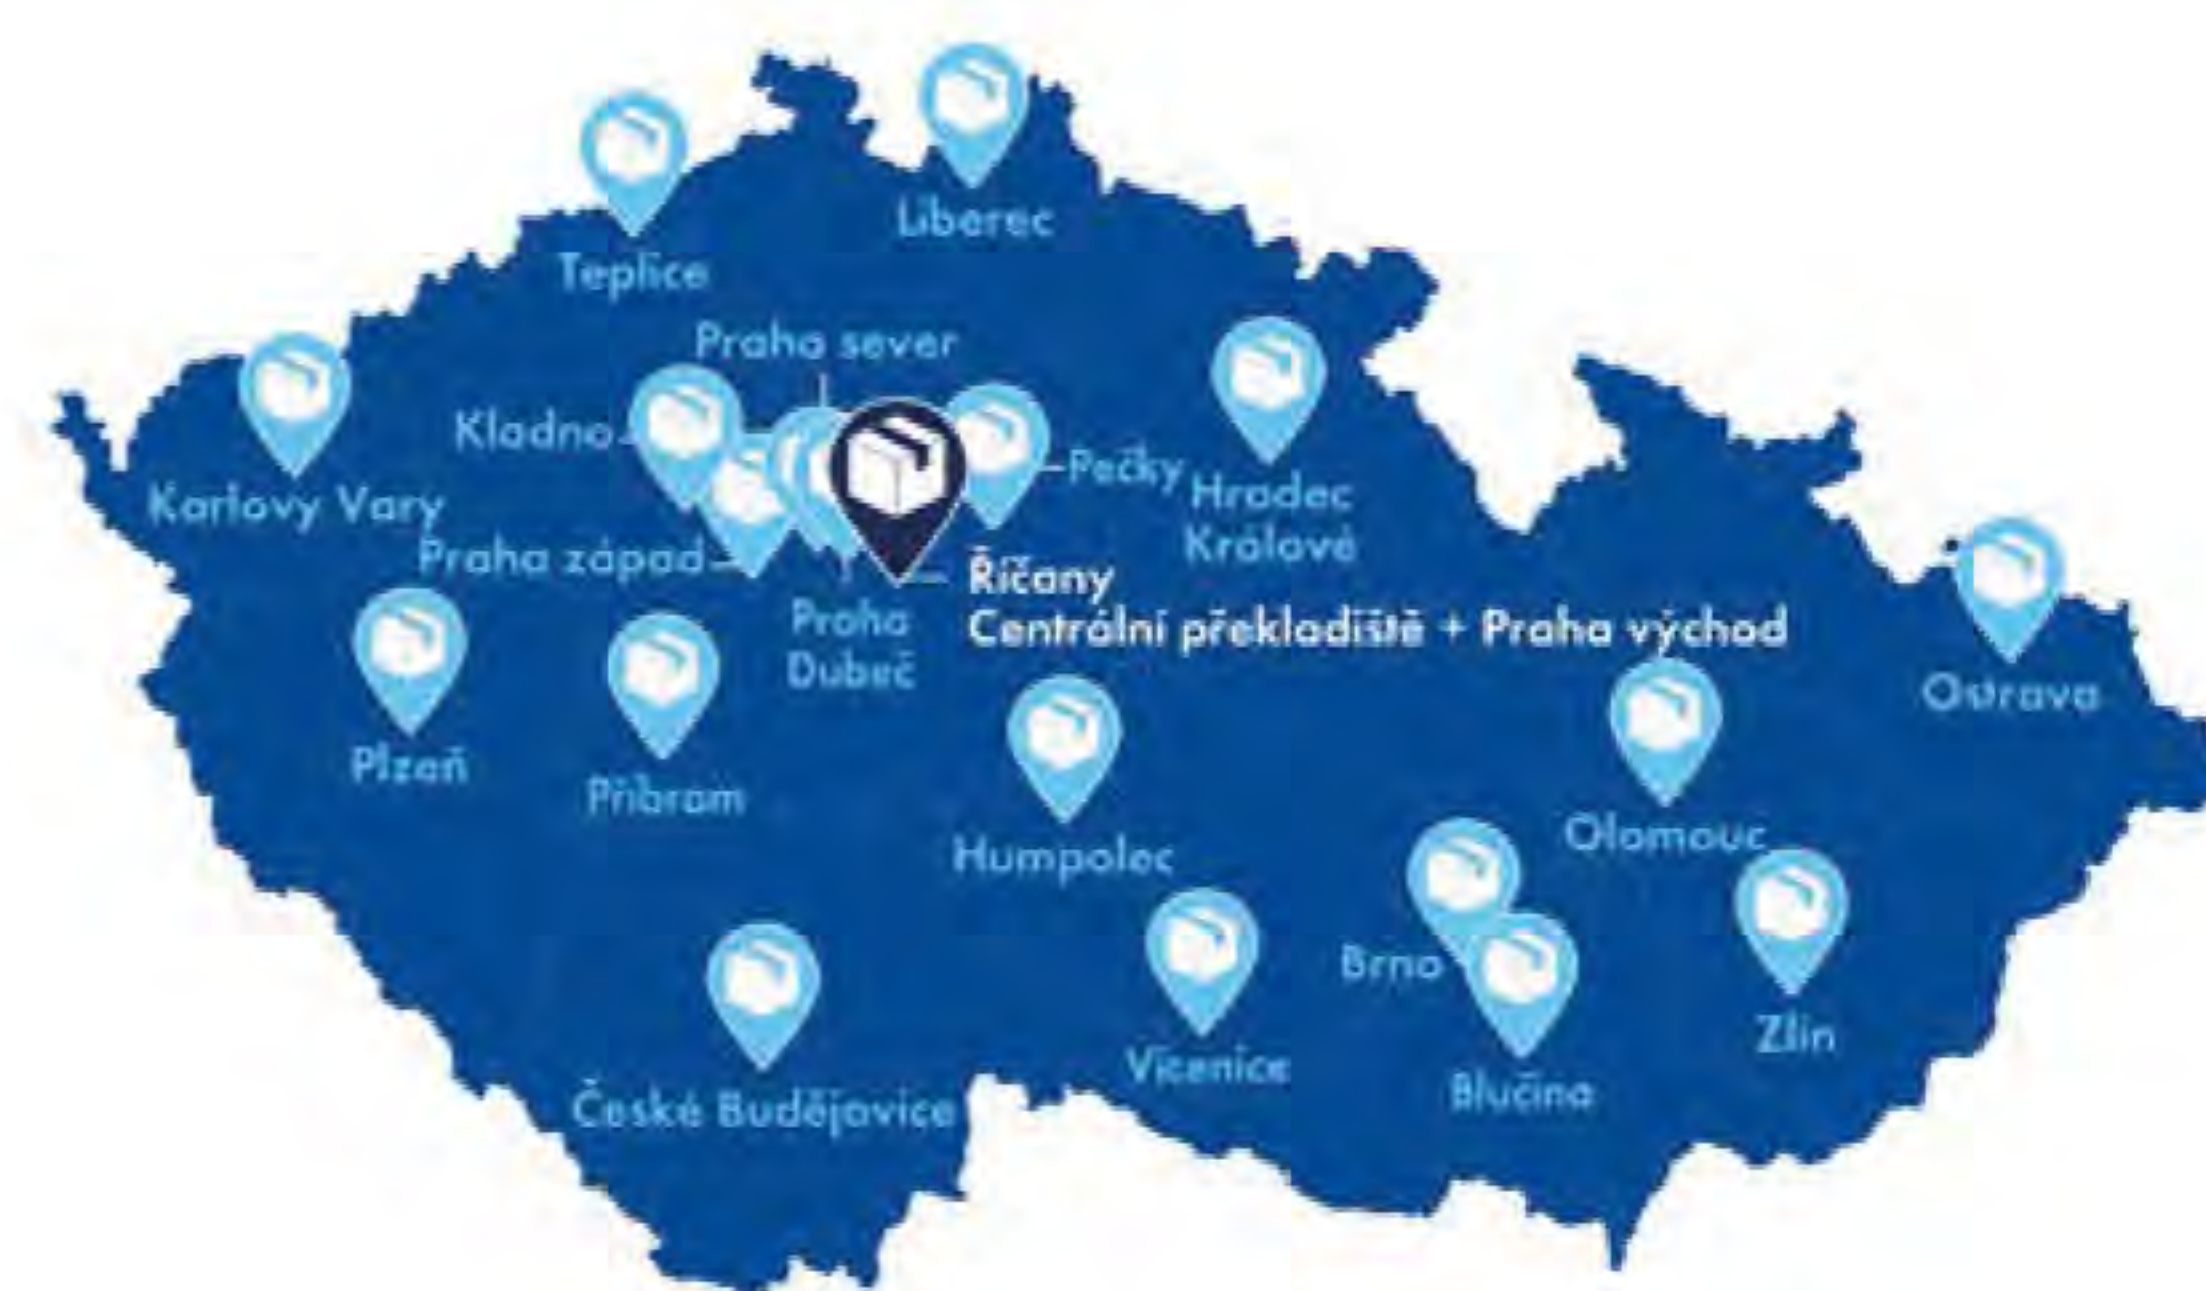 Liberec
Teplice
Praha sever
Kladno
Pečky
Hradec
Králové
Karlovy Vary
Praha západ
Říčany
Centrální překladiště + Praha východ
Praha
Dubeč
Ostrava
Plzeň
Příbram
Olomouc
Humpolec
Brno
Zlín
Vícenice
Blučina
České Budějovice